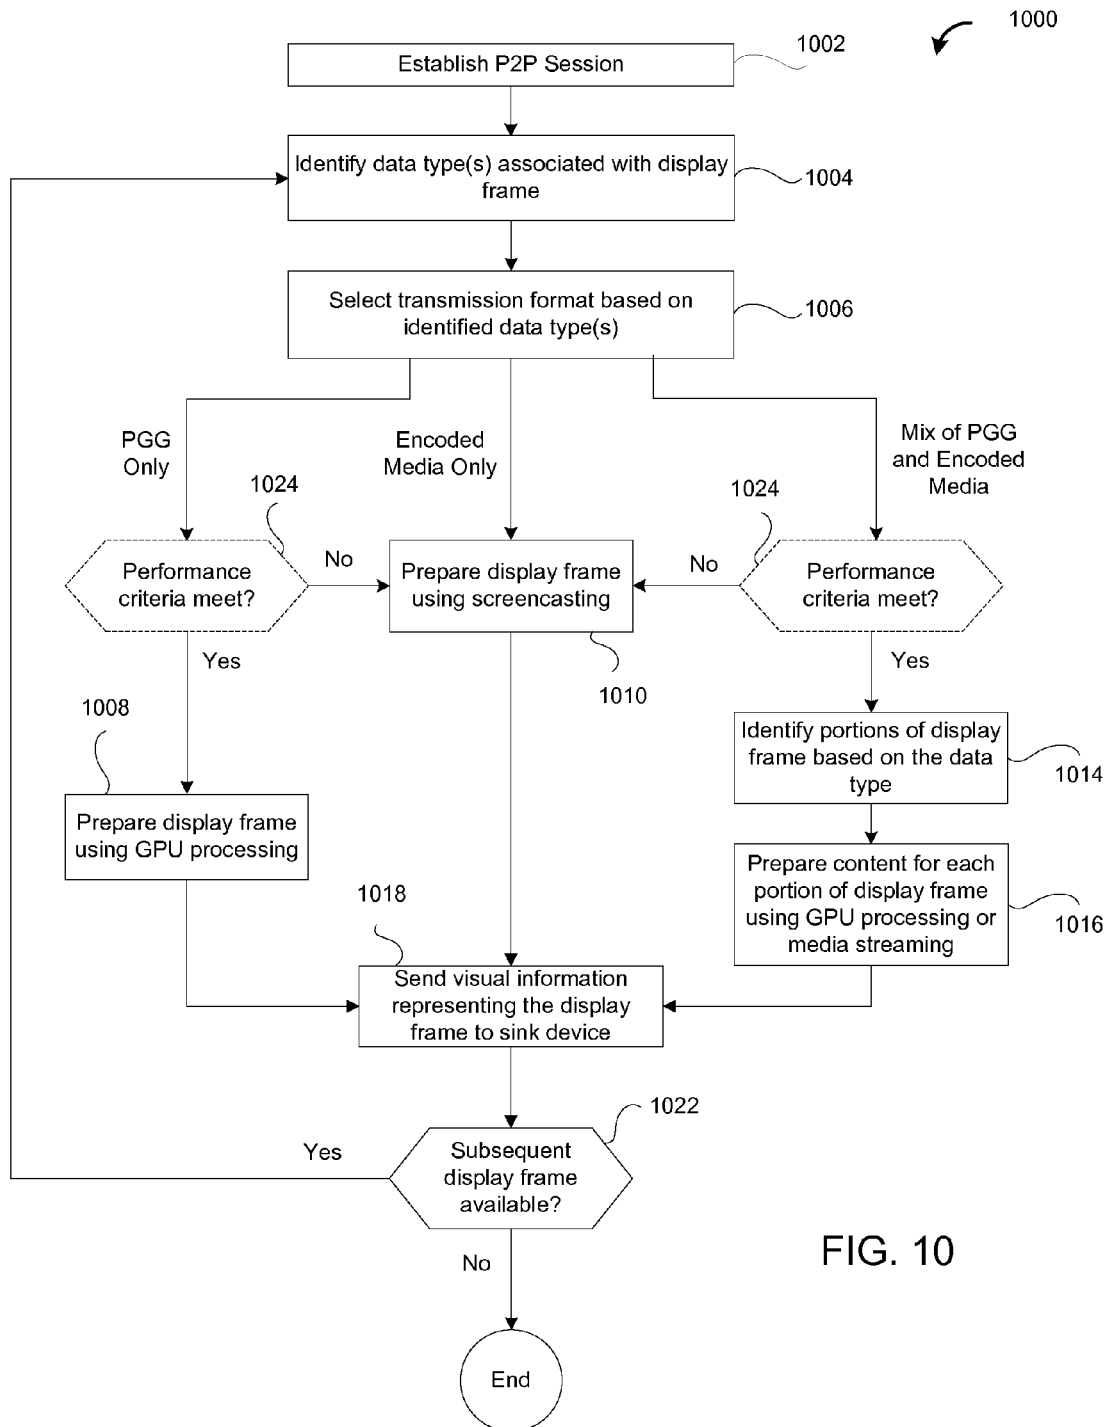 1000
1002
Establish P2P Session
Identify data type(s) associated with display
frame
1004
Select transmission format based on
identified data type(s)
1006
PGG
Only
Encoded
Media Only
Mix of PGG
and Encoded
Media
1024
1024
Performance
criteria meet?
No
Prepare display frame
using screencasting
No
Performance
criteria meet?
Yes
1010
Yes
1008
Identify portions of display
frame based on the data
type
1014
Prepare display frame
using GPU processing
Prepare content for each
portion of display frame
using GPU processing or
media streaming
1016
1018
Send visual information
representing the display
frame to sink device
1022
Yes
Subsequent
display frame
available?
No
FIG. 10
End